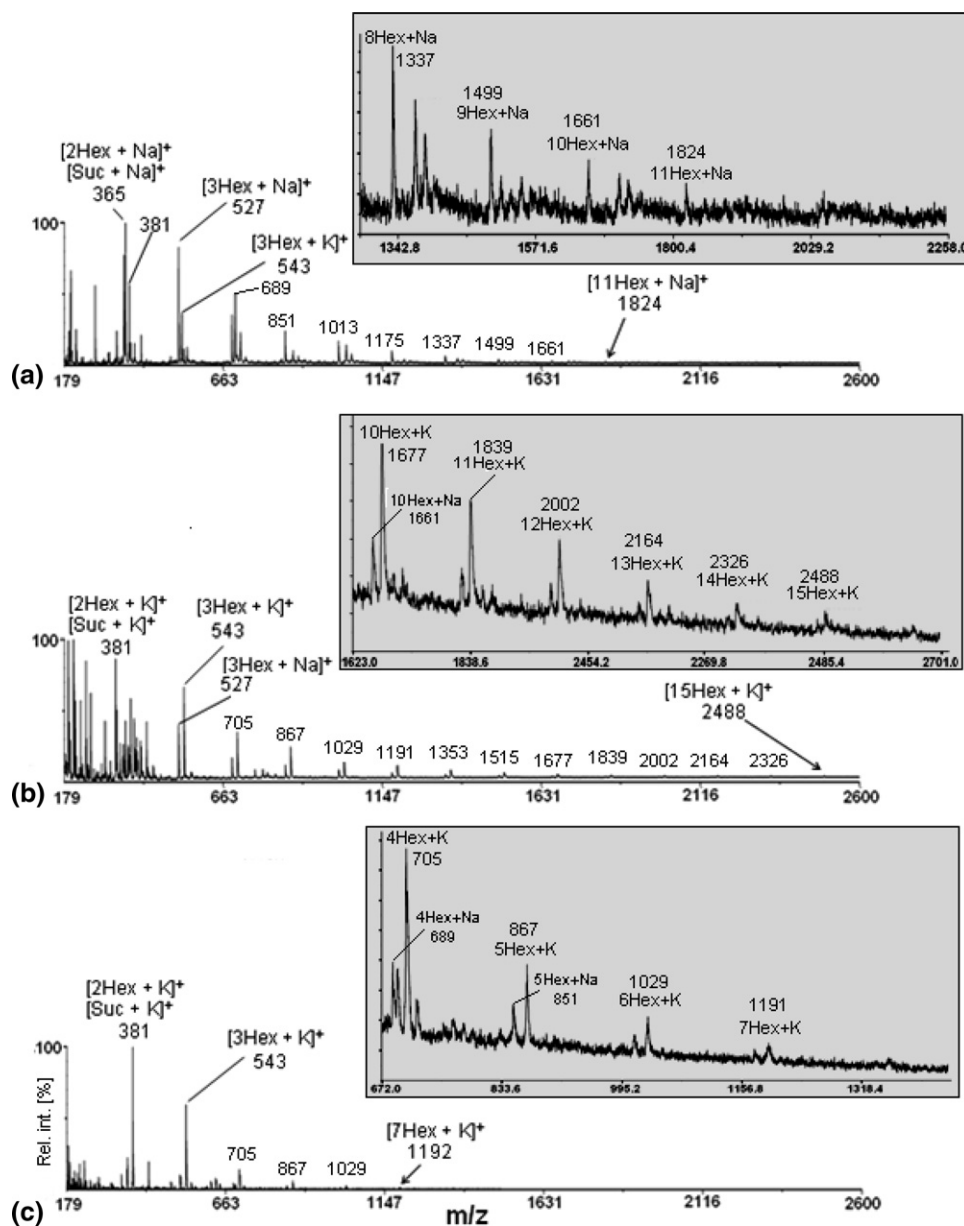 8Hex+Na
1337
1499
9Hex+Na
1661
10Hex+Na
1824
11Hex+Na
1342.8 1571.6 1800.4 2029.2 2258.0
[2Hex + Na]+
[Suc + Na]+
365
381
[3Hex + Na]+
527
[3Hex + K]+
543
689
851
1013
1175
1337
1499
1661
[11Hex + Na]+
1824
100
179 663 1147 1631 2116 2600
(a)
10Hex+K
1677
10Hex+Na
1661
1839
11Hex+K
2002
12Hex+K
2164
13Hex+K
2326
14Hex+K
2488
15Hex+K
1623.0 1838.6 2454.2 2269.8 2485.4 2701.0
[2Hex + K]+
[Suc + K]+
381
[3Hex + K]+
543
[3Hex + Na]+
527
705
867
1029
1191
1353
1515
1677
1839
2002
2164
2326
[15Hex + K]+
2488
100
179 663 1147 1631 2116 2600
(b)
4Hex+K
705
4Hex+Na
689
867
5Hex+K
5Hex+Na
851
1029
6Hex+K
1191
7Hex+K
672.0 833.6 995.2 1156.8 1318.4
[2Hex + K]+
[Suc + K]+
381
[3Hex + K]+
543
705
867
1029
[7Hex + K]+
1192
100
Rel. int. [%]
179 663 1147 1631 2116 2600
(c)
m/z